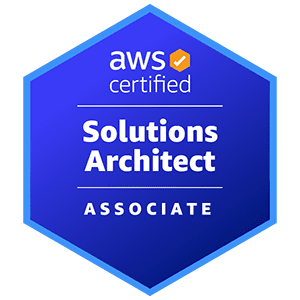 aws
certified
Solutions
Architect
ASSOCIATE